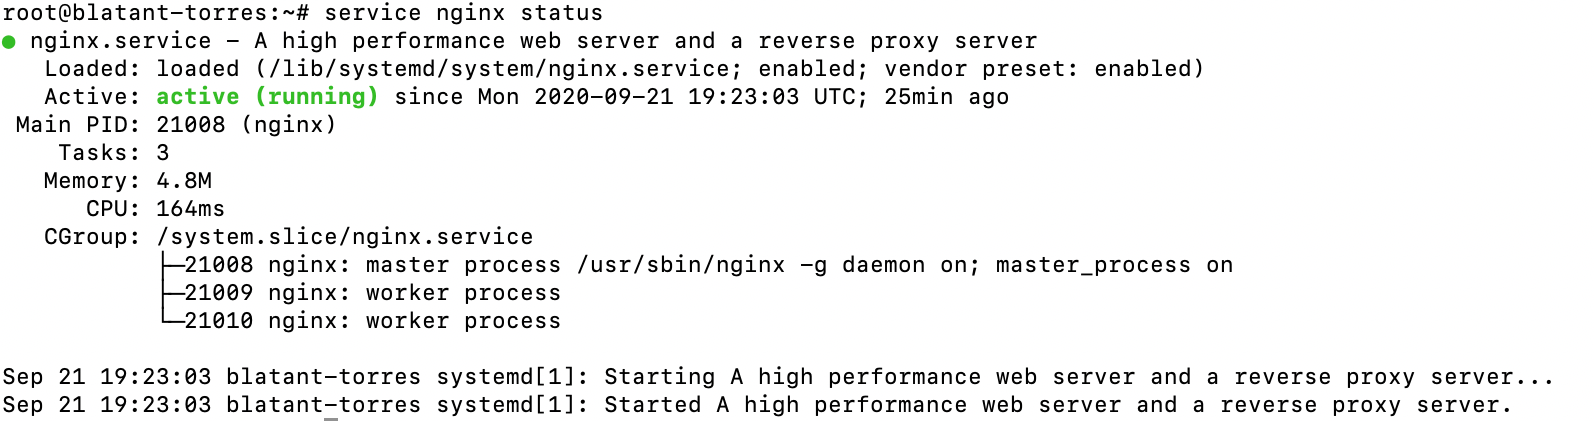 root@blatant-torres:~# service nginx status
● nginx.service - A high performance web server and a reverse proxy server
   Loaded: loaded (/lib/systemd/system/nginx.service; enabled; vendor preset: enabled)
   Active: active (running) since Mon 2020-09-21 19:23:03 UTC; 25min ago
 Main PID: 21008 (nginx)
    Tasks: 3
   Memory: 4.8M
      CPU: 164ms
   CGroup: /system.slice/nginx.service
           ├─21008 nginx: master process /usr/sbin/nginx -g daemon on; master_process on
           ├─21009 nginx: worker process
           └─21010 nginx: worker process

Sep 21 19:23:03 blatant-torres systemd[1]: Starting A high performance web server and a reverse proxy server...
Sep 21 19:23:03 blatant-torres systemd[1]: Started A high performance web server and a reverse proxy server.